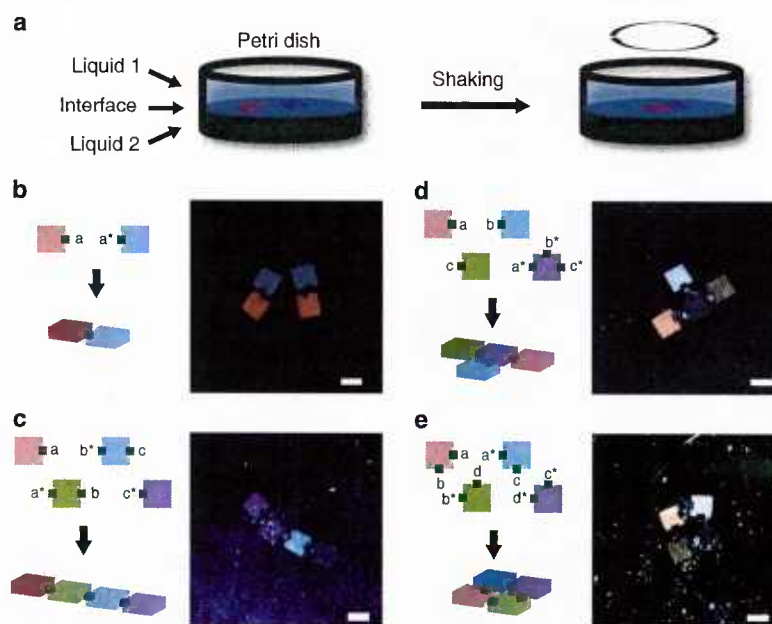 a
Petri dish
Liquid 1
Interface
Liquid 2
Shaking
b
a a*
d
a b
b*
c a* c*
c
a b* c
a* b c*
e
a a*
b d c c*
b* d*